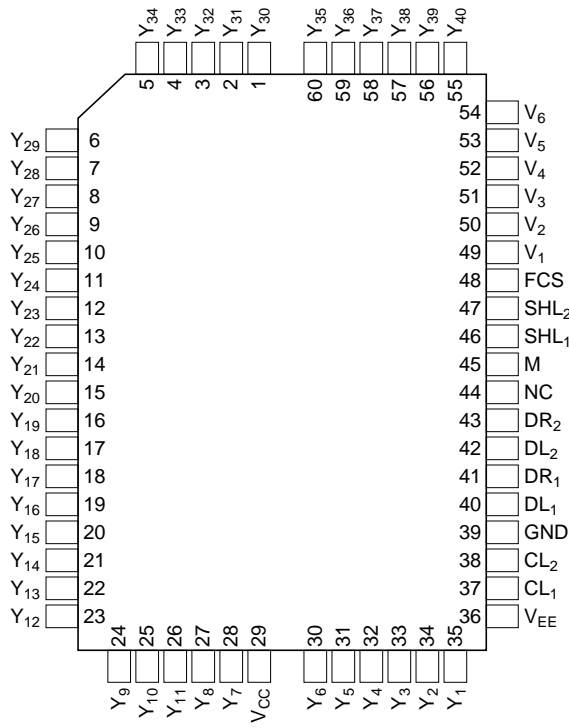 Y34 Y33 Y32 Y31 Y30 Y35 Y36 Y37 Y38 Y39 Y40
5 4 3 2 1 60 59 58 57 56 55
54 V6
Y29 6 53 V5
Y28 7 52 V4
Y27 8 51 V3
Y26 9 50 V2
Y25 10 49 V1
Y24 11 48 FCS
Y23 12 47 SHL2
Y22 13 46 SHL1
Y21 14 45 M
Y20 15 44 NC
Y19 16 43 DR2
Y18 17 42 DL2
Y17 18 41 DR1
Y16 19 40 DL1
Y15 20 39 GND
Y14 21 38 CL2
Y13 22 37 CL1
Y12 23 36 VEE
24 25 26 27 28 29 30 31 32 33 34 35
Y9 Y10 Y11 Y8 Y7 VCC Y6 Y5 Y4 Y3 Y2 Y1